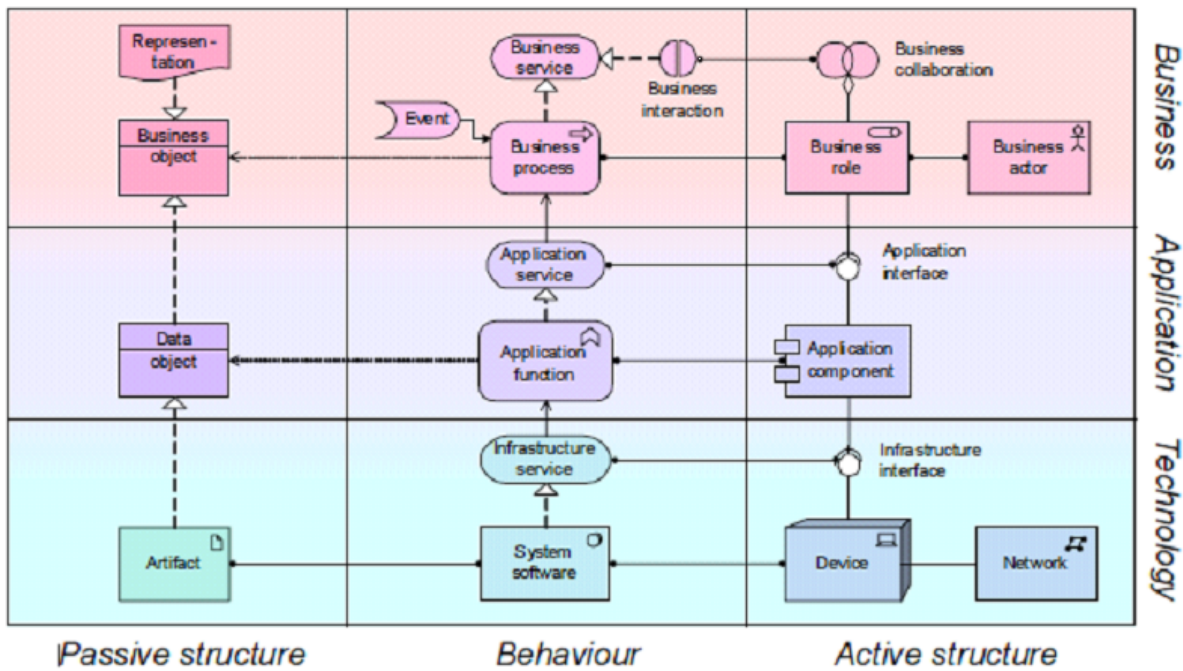 Represen-
tation
Business
service
Business
interaction
Business
collaboration
Event
Business
object
Business
process
Business
role
Business
actor
Business
Application
service
Application
interface
Data
object
Application
function
Application
component
Application
Infrastructure
service
Infrastructure
interface
Artifact
System
software
Device
Network
Technology
Passive structure
Behaviour
Active structure